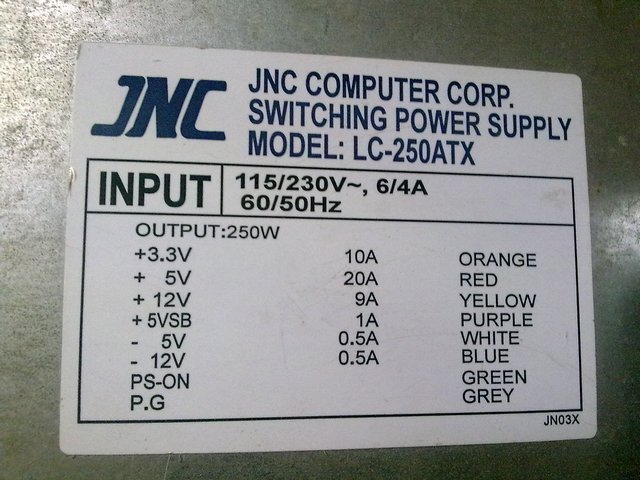 JNC JNC COMPUTER CORP.
SWITCHING POWER SUPPLY
MODEL: LC-250ATX
INPUT 115/230V~, 6/4A
60/50Hz
OUTPUT:250W
+3.3V 10A ORANGE
+ 5V 20A RED
+ 12V 9A YELLOW
+5VSB 1A PURPLE
- 5V 0.5A WHITE
- 12V 0.5A BLUE
PS-ON GREEN
P.G GREY
JN03X